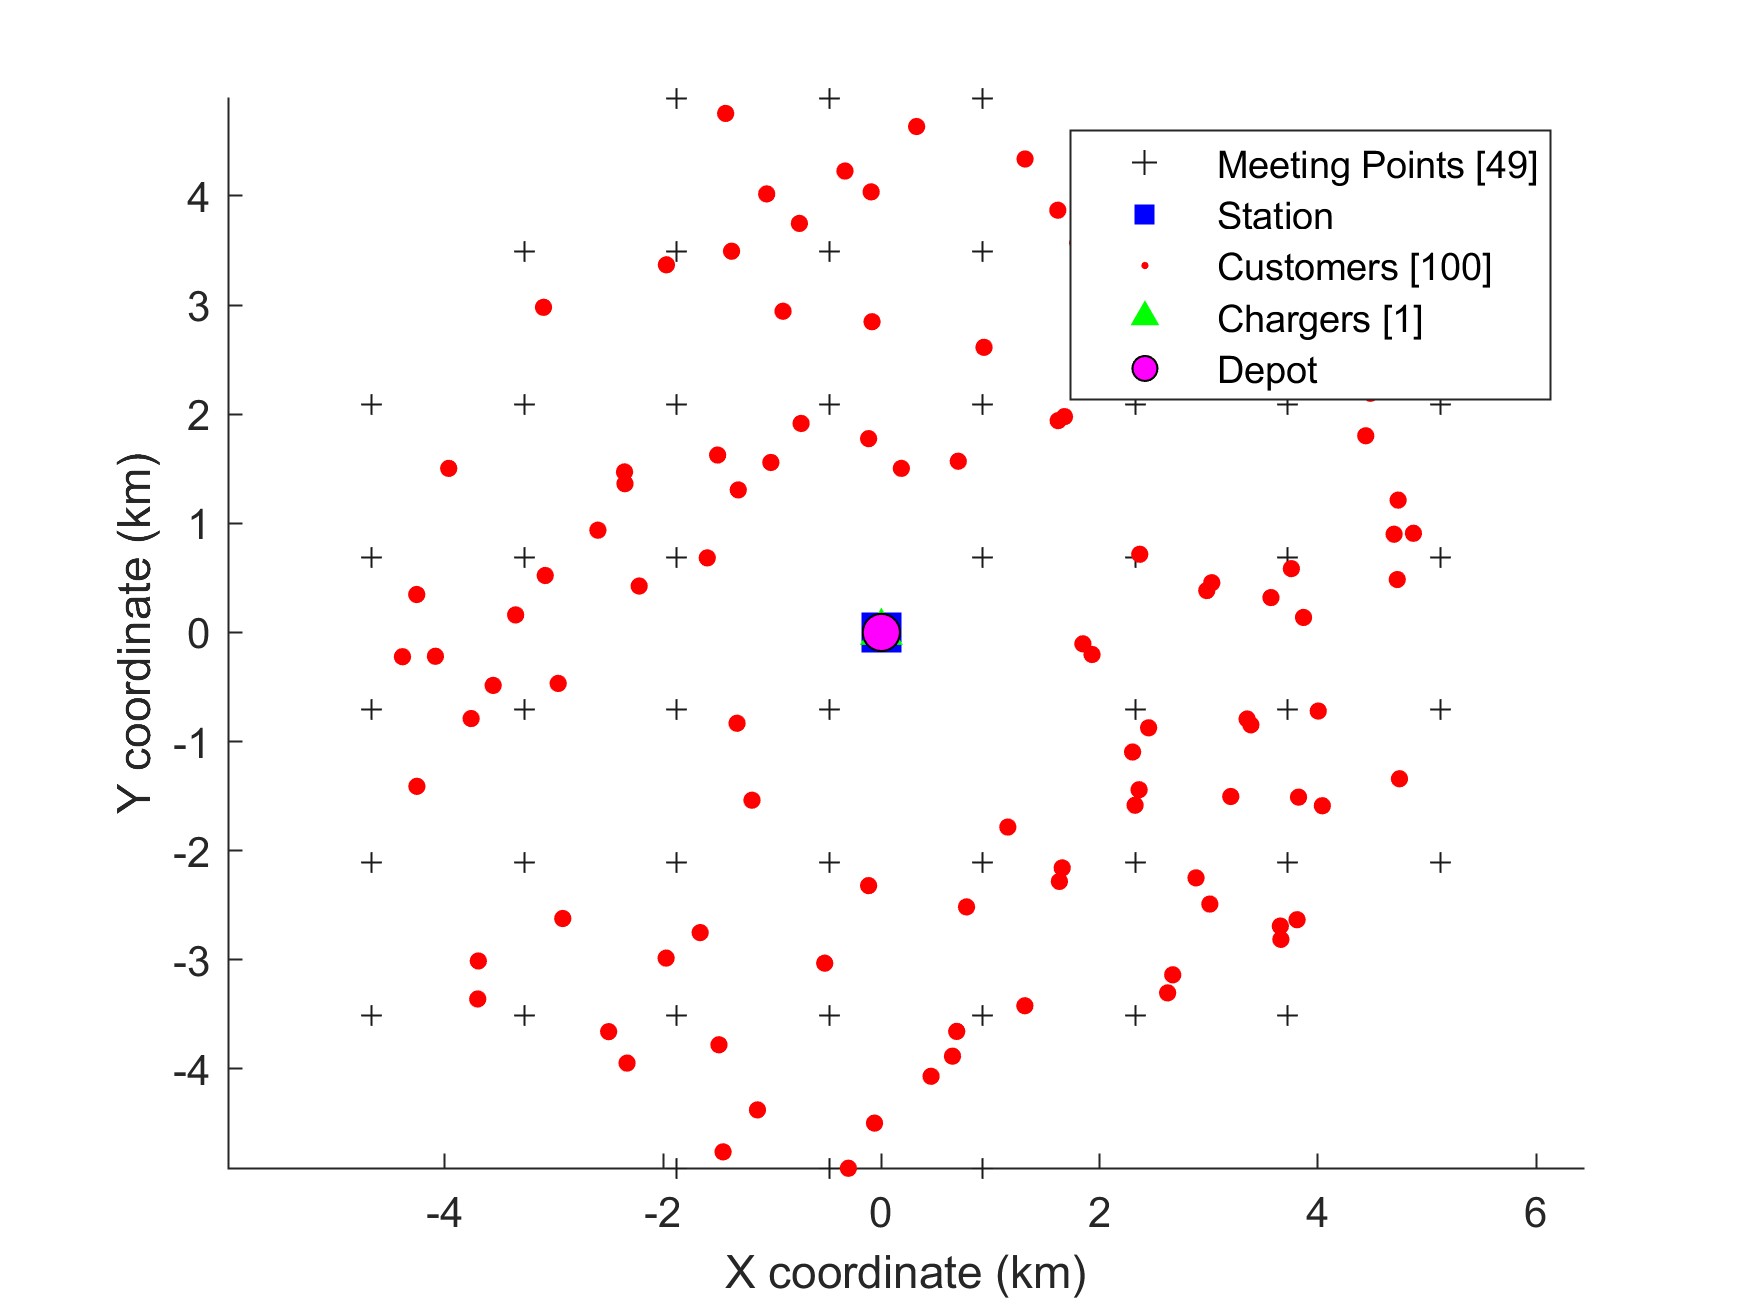 Meeting Points [49]
Station
Customers [100]
Chargers [1]
Depot
4
3
2
1
0
-1
-2
-3
-4
Y coordinate (km)
-4 -2 0 2 4 6
X coordinate (km)